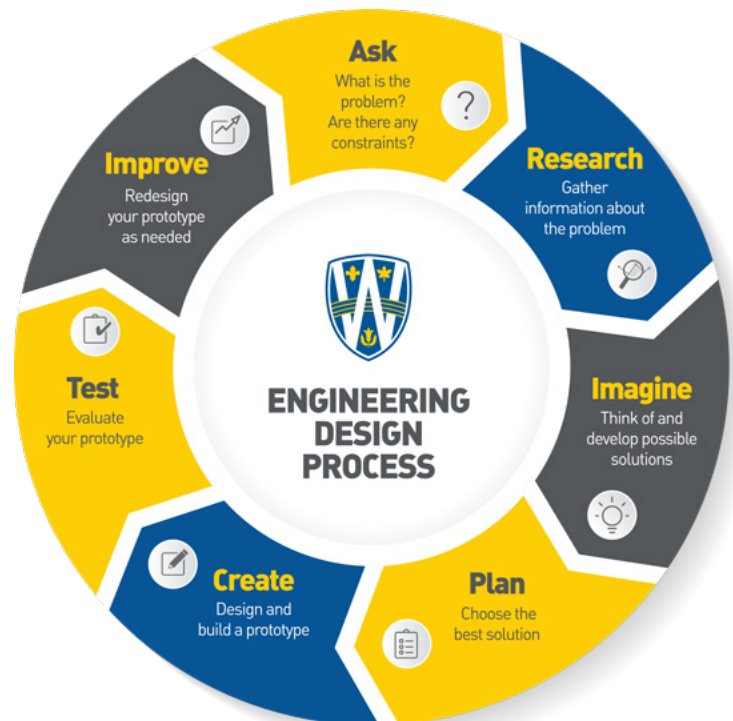 Ask
What is the
problem?
Are there any
constraints?
?
Research
Gather
information about
the problem
Imagine
Think of and
develop possible
solutions
Plan
Choose the
best solution
Create
Design and
build a prototype
Test
Evaluate
your prototype
Improve
Redesign
your prototype
as needed
W
ENGINEERING
DESIGN
PROCESS